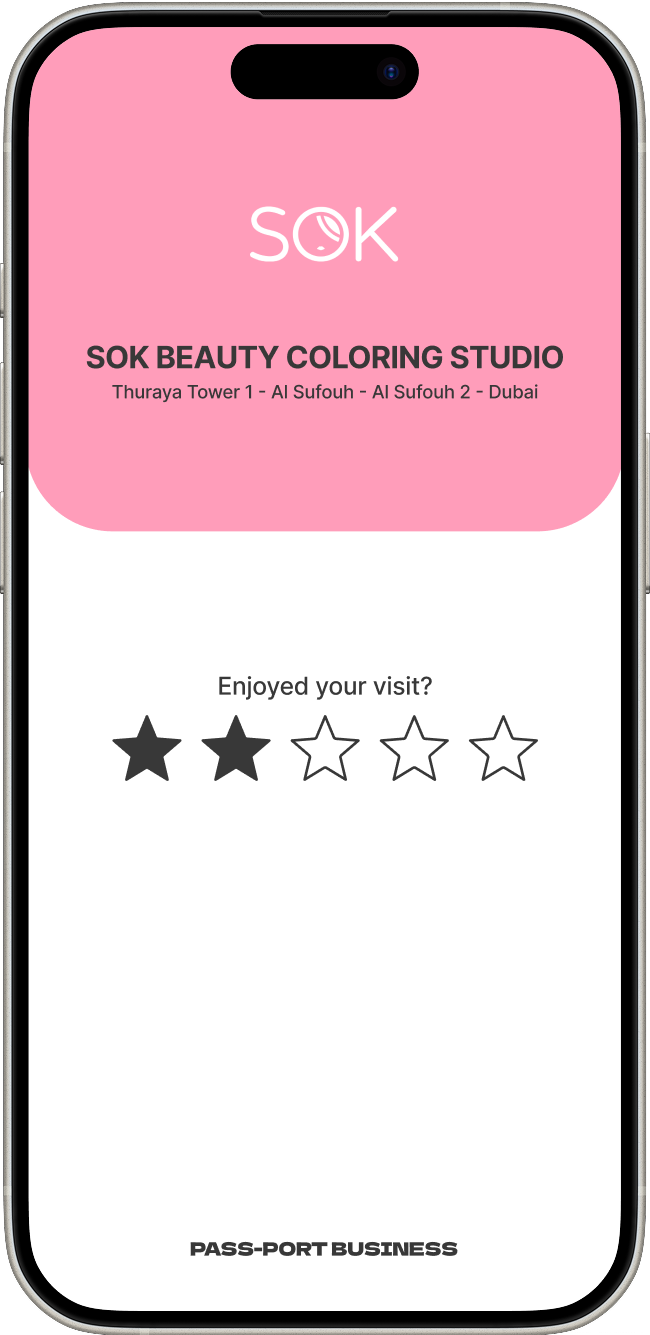 SOK
SOK BEAUTY COLORING STUDIO
Thuraya Tower 1 - Al Sufouh - Al Sufouh 2 - Dubai
Enjoyed your visit?
PASS-PORT BUSINESS